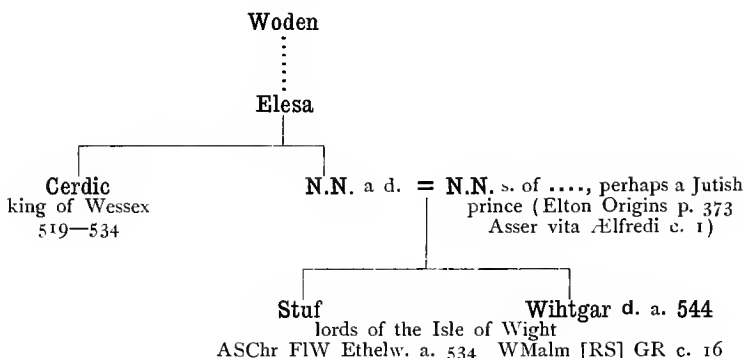 Woden
Elesa
Cerdic
king of Wessex
519—534
N.N. a d. = N.N. s. of ...., perhaps a Jutish
prince (Elton Origins p. 373
Asser vita Ælfredi c. 1)
Stuf
Wihtgar d. a. 544
lords of the Isle of Wight
ASChr FlW Ethelw. a. 534 WMalm [RS] GR c. 16